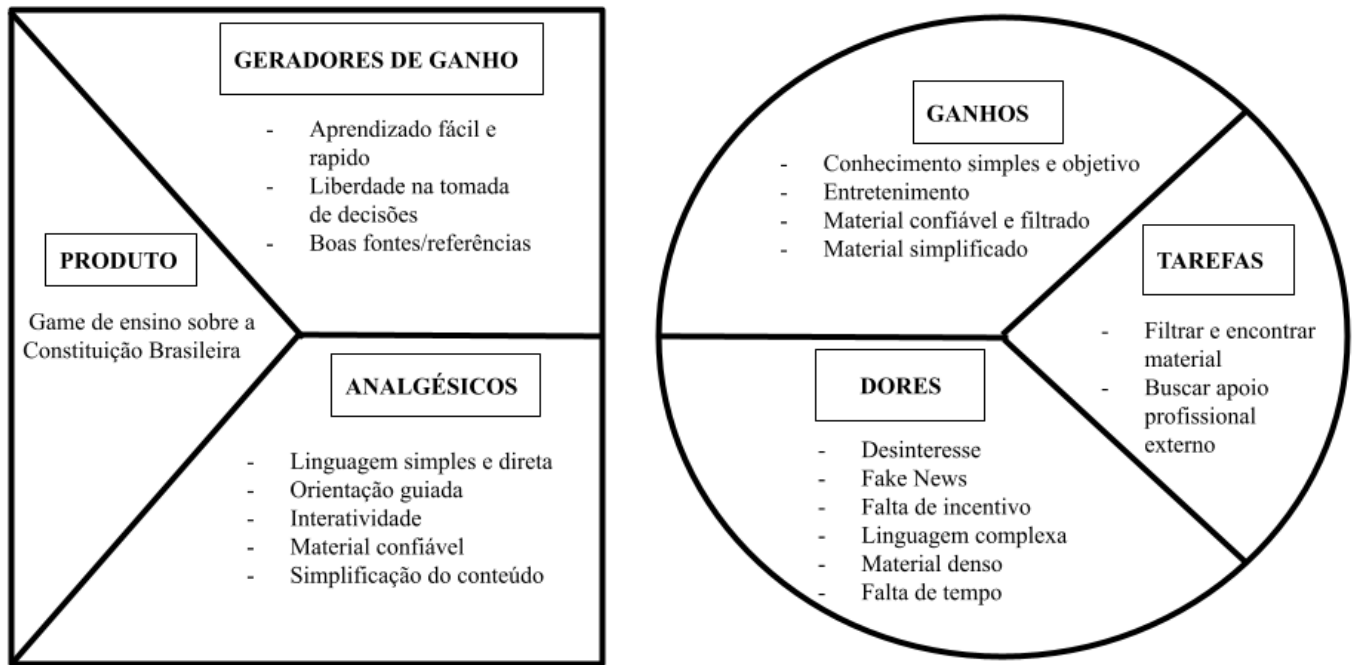 GERADORES DE GANHO
- Aprendizado fácil e
rapido
- Liberdade na tomada
de decisões
- Boas fontes/referências
PRODUTO
Game de ensino sobre a
Constituição Brasileira
ANALGÉSICOS
- Linguagem simples e direta
- Orientação guiada
- Interatividade
- Material confiável
- Simplificação do conteúdo
GANHOS
- Conhecimento simples e objetivo
- Entretenimento
- Material confiável e filtrado
- Material simplificado
TAREFAS
- Filtrar e encontrar
material
- Buscar apoio
profissional
externo
DORES
- Desinteresse
- Fake News
- Falta de incentivo
- Linguagem complexa
- Material denso
- Falta de tempo